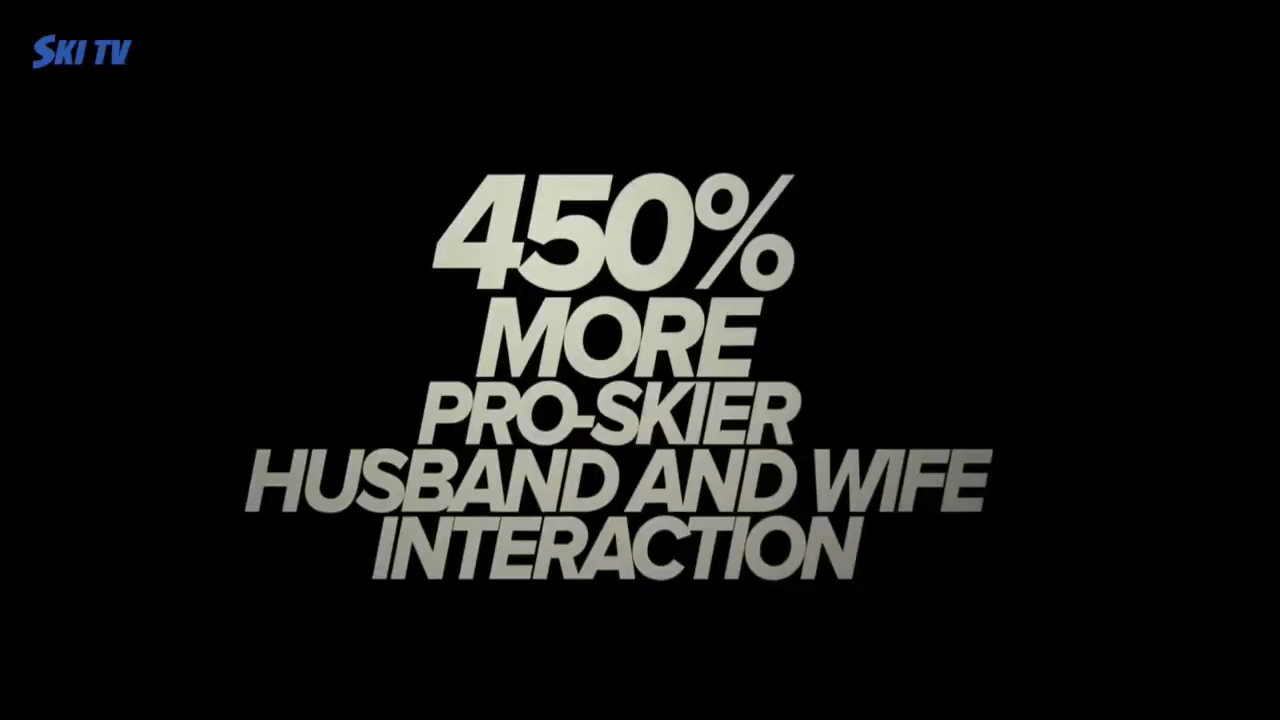 SKI TV
450%
MORE
PRO-SKIER
HUSBAND AND WIFE
INTERACTION